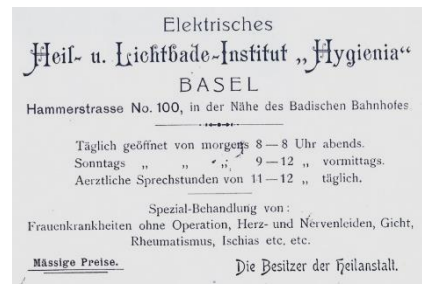 Elektrisches
Heil- u. Lichtbade-Institut „Hygienia“
BASEL
Hammerstrasse No. 100, in der Nähe des Badischen Bahnhofes
Täglich geöffnet von morgens 8—8 Uhr abends.
Sonntags „ „ „ 9—12 „ vormittags.
Aerztliche Sprechstunden von 11—12 „ täglich.
Spezial-Behandlung von:
Frauenkrankheiten ohne Operation, Herz- und Nervenleiden, Gicht,
Rheumatismus, Ischias etc. etc.
Mässige Preise. Die Besitzer der Heilanstalt.